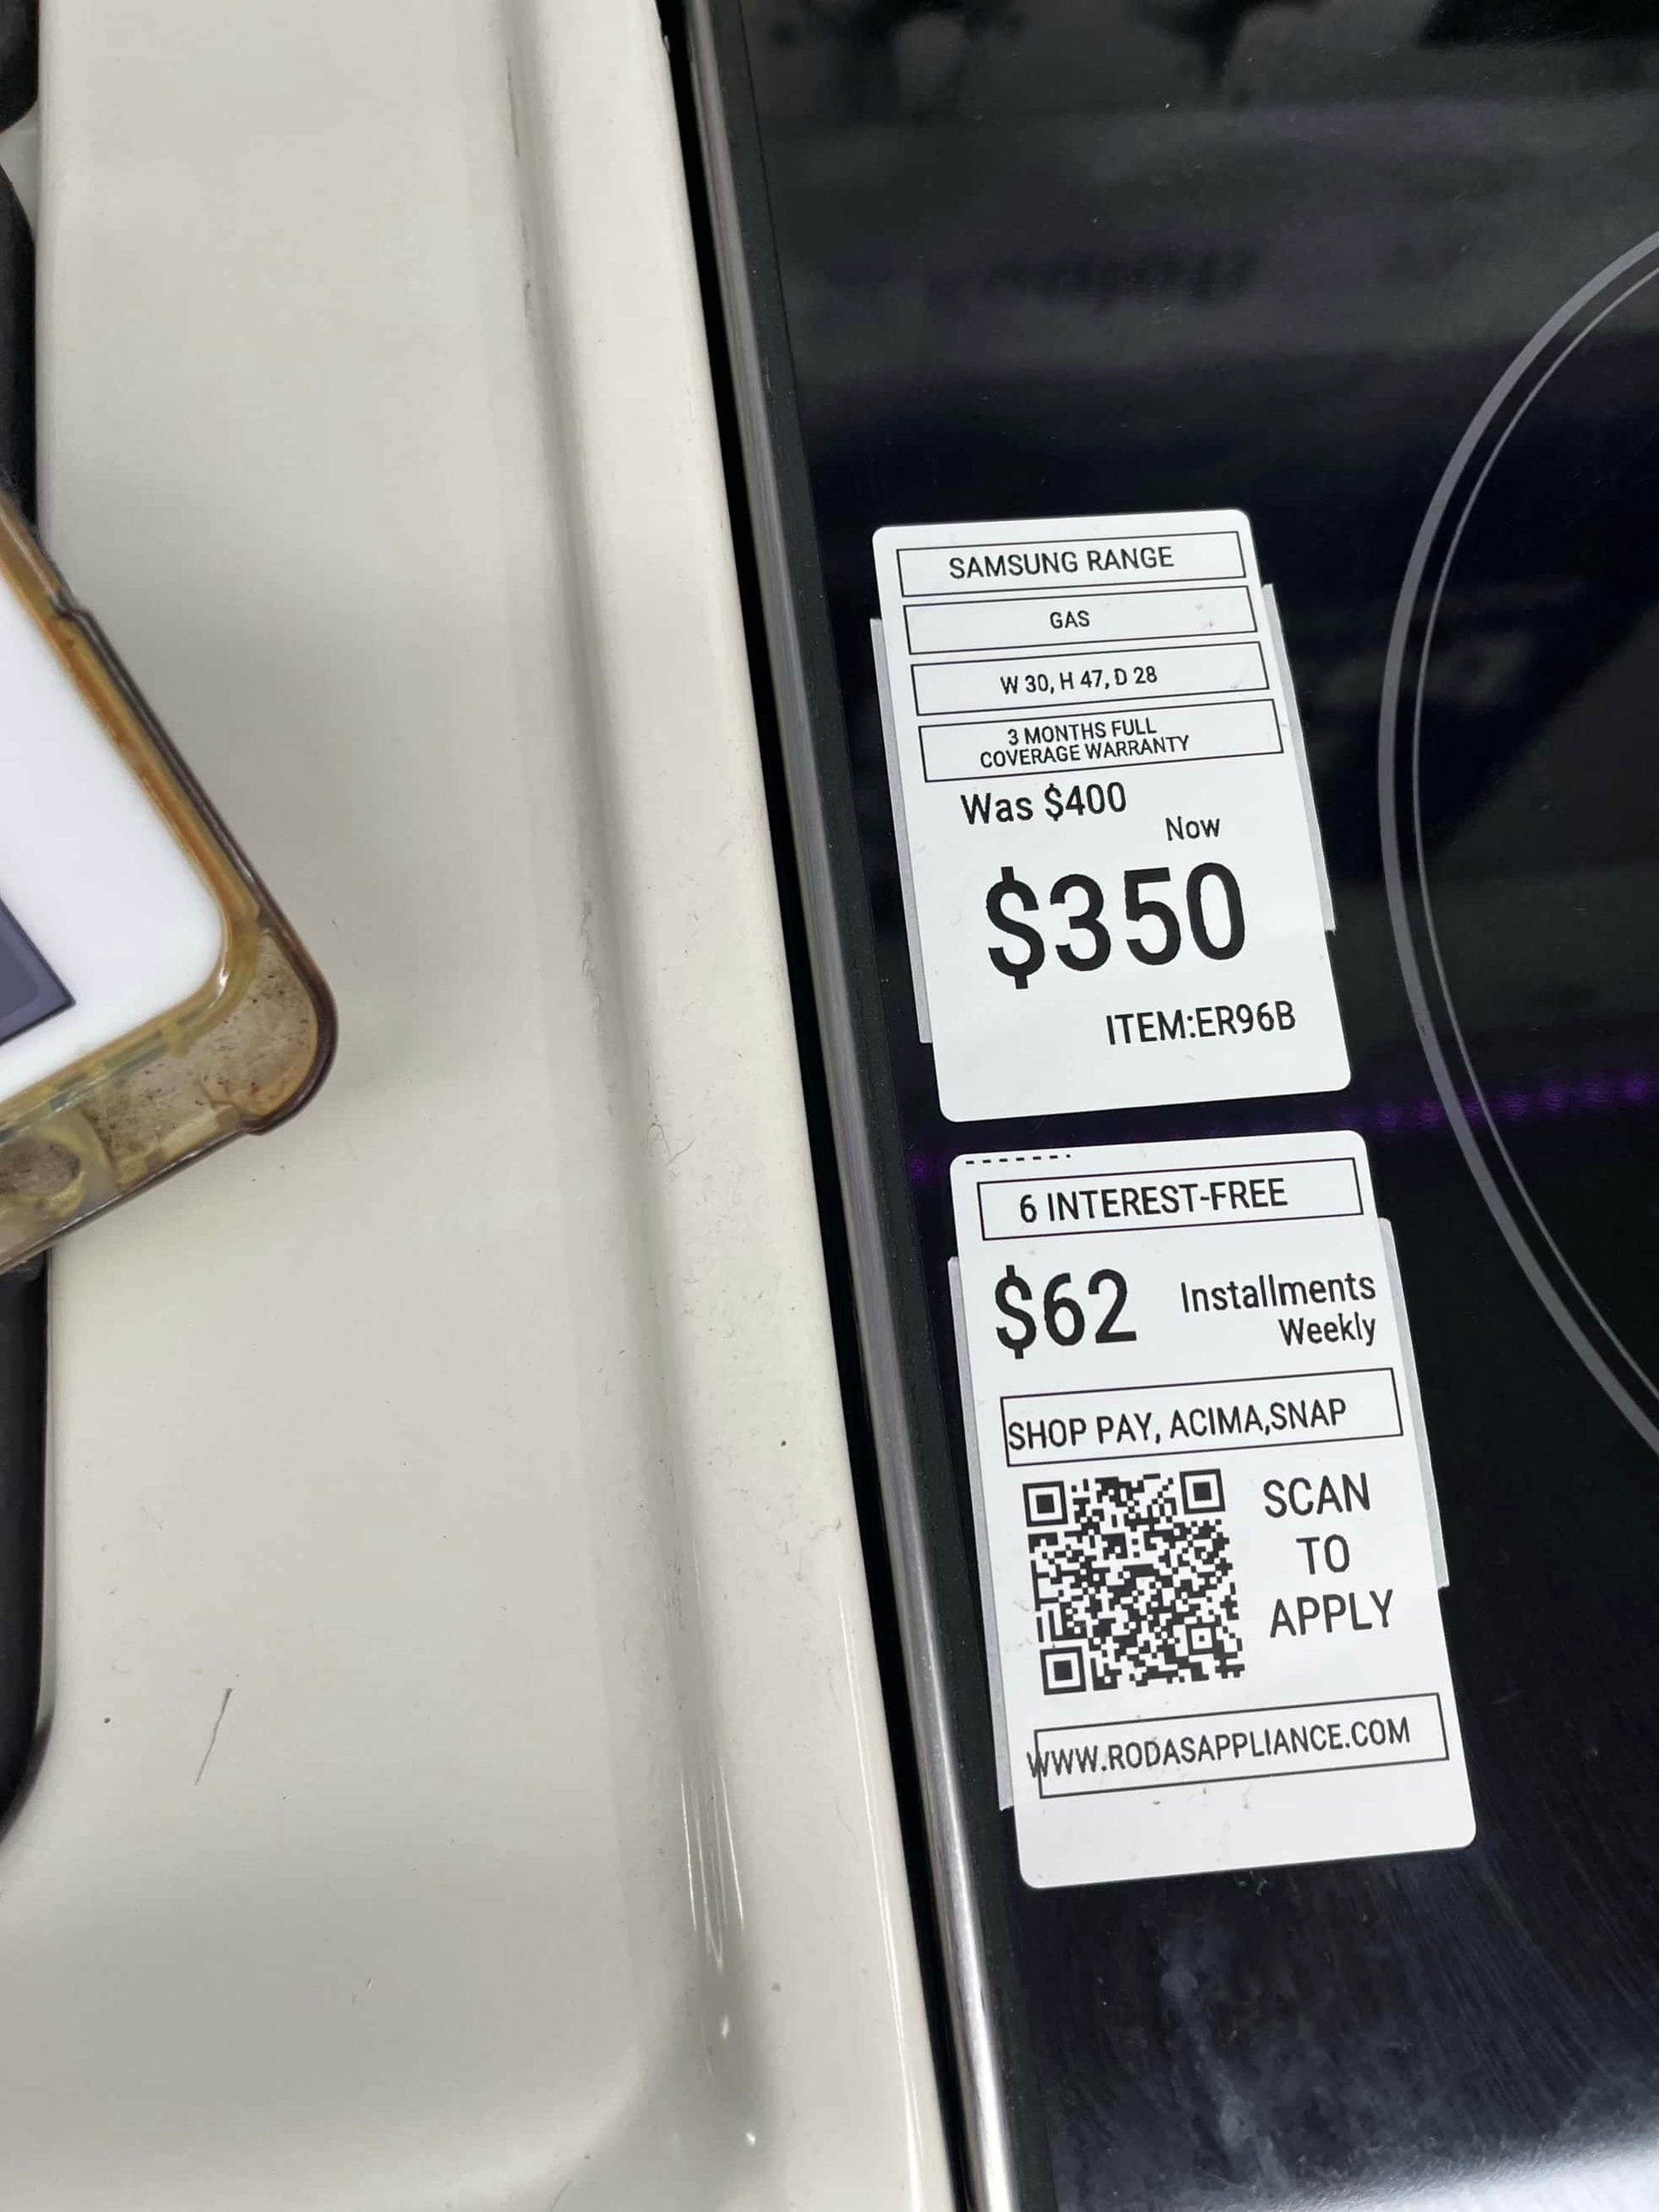 SAMSUNG RANGE
GAS
W 30, H 47, D 28
3 MONTHS FULL
COVERAGE WARRANTY
Was $400
Now
$350
ITEM:ER96B
6 INTEREST-FREE
$62
Installments
Weekly
SHOP PAY, ACIMA,SNAP
SCAN
TO
APPLY
WWW.RODASAPPLIANCE.COM